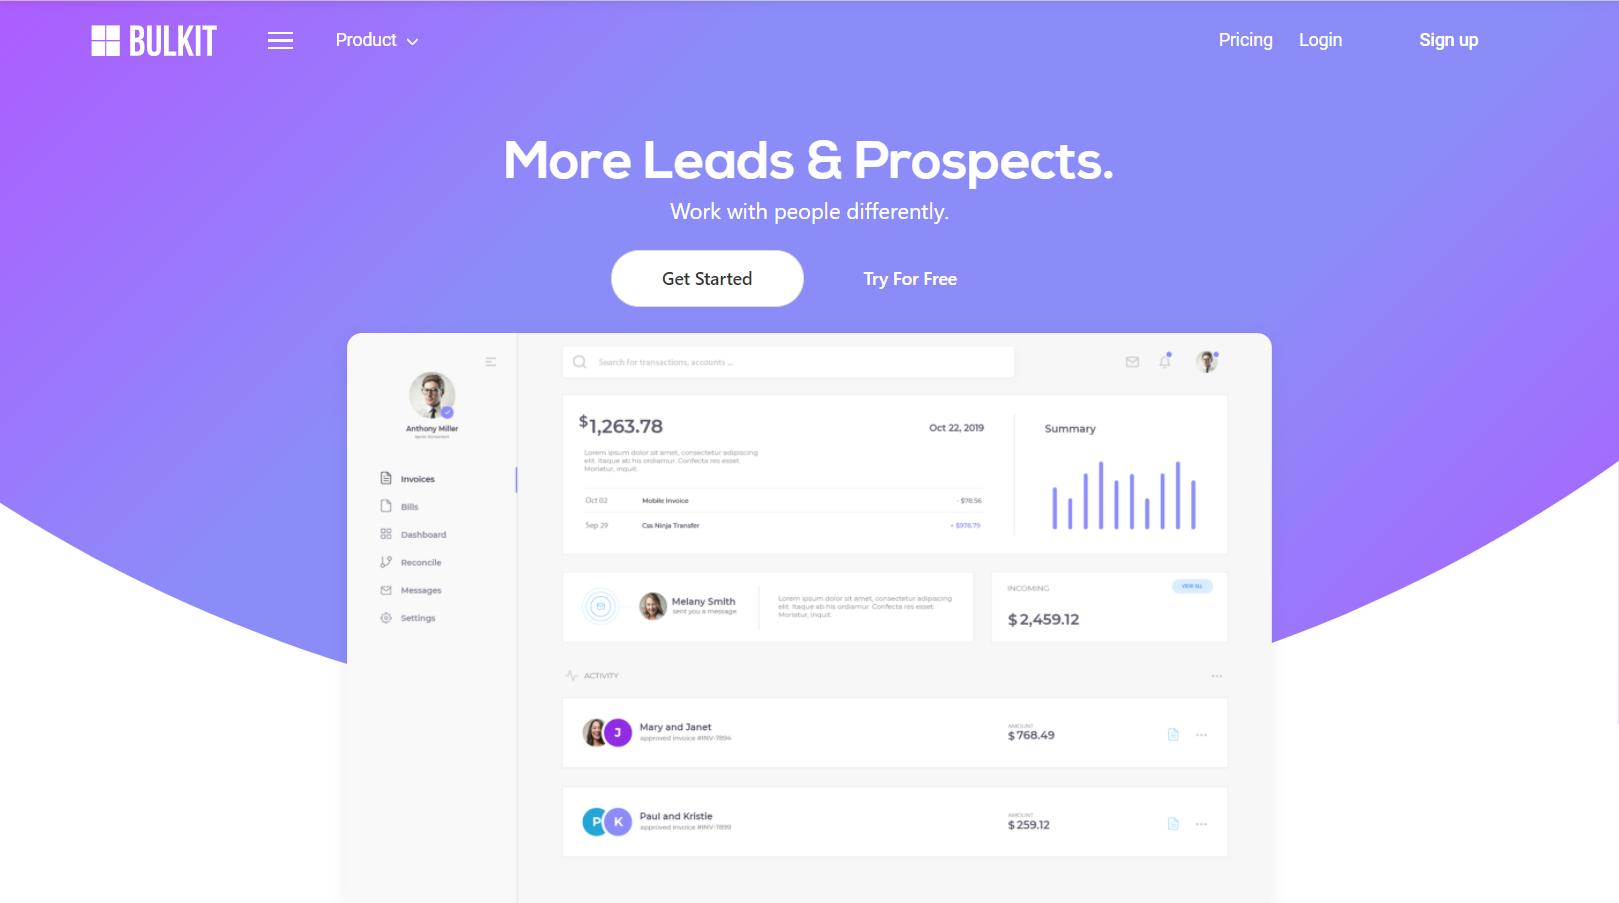 BULKIT
Product
Pricing
Login
Sign up
More Leads & Prospects.
Work with people differently.
Get Started
Try For Free
Anthony Miller
Senior Accountant
Invoices
Bills
Dashboard
Reconcile
Messages
Settings
Search for transactions, accounts ...
$1,263.78
Oct 22, 2019
Lorem ipsum dolor sit amet, consectetur adipiscing
elit. Itaque ab his ordiamur. Confecta res esset.
Moriatur, inquit.
Oct 02 Mobile Invoice - $78.56
Sep 29 Css Ninja Transfer + $978.79
Summary
Melany Smith
sent you a message
Lorem ipsum dolor sit amet, consectetur adipiscing
elit. Itaque ab his ordiamur. Confecta res esset.
Moriatur, inquit.
INCOMING
VIEW ALL
$ 2,459.12
ACTIVITY
J
Mary and Janet
approved invoice #INV-7894
AMOUNT
$ 768.49
P K
Paul and Kristie
approved invoice #INV-7899
AMOUNT
$ 259.12